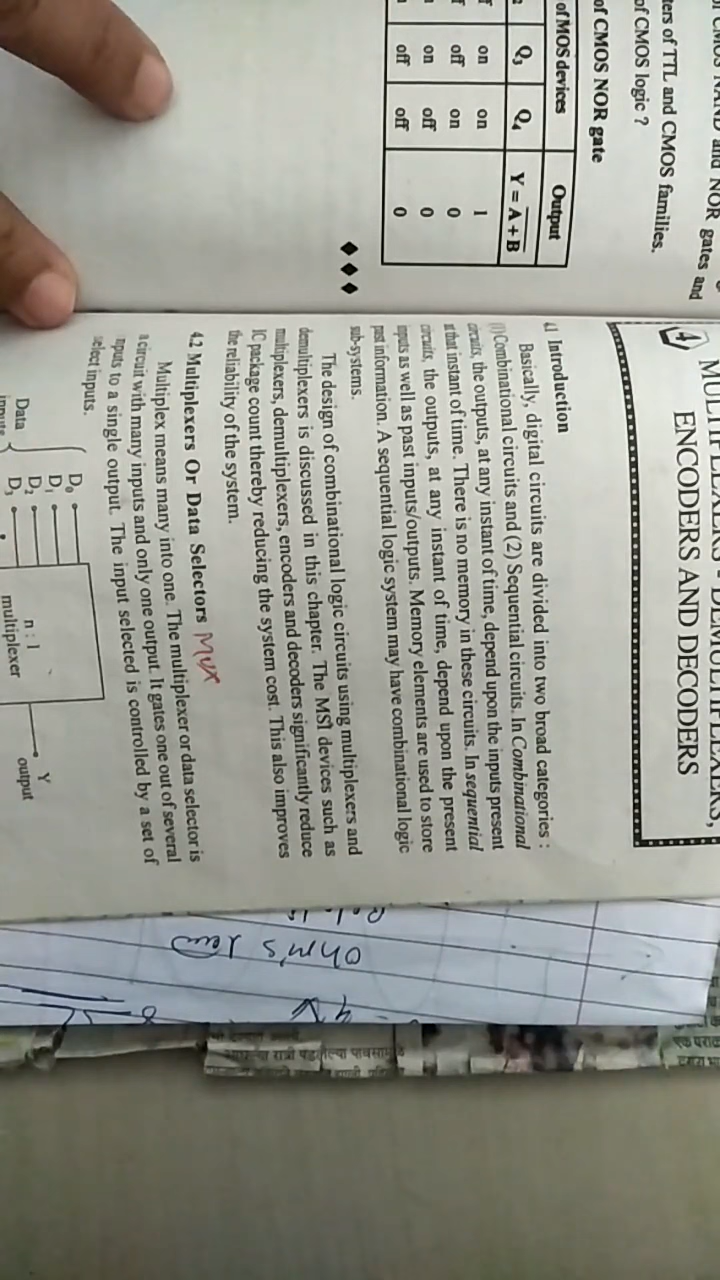 and NOR gates and
ters of TTL and CMOS families.
of CMOS logic ?
of CMOS NOR gate
of MOS devices Output
Q3 Q4 Y = A + B
on on 1
off on 0
on off 0
off off 0
♦♦♦
4
MULTIPLEXERS, DEMULTIPLEXERS,
ENCODERS AND DECODERS
4.1 Introduction
Basically, digital circuits are divided into two broad categories :
(1) Combinational circuits and (2) Sequential circuits. In Combinational
circuits, the outputs, at any instant of time, depend upon the inputs present
at that instant of time. There is no memory in these circuits. In sequential
circuits, the outputs, at any instant of time, depend upon the present
inputs as well as past inputs/outputs. Memory elements are used to store
past information. A sequential logic system may have combinational logic
sub-systems.
The design of combinational logic circuits using multiplexers and
demultiplexers is discussed in this chapter. The MSI devices such as
multiplexers, demultiplexers, encoders and decoders significantly reduce
IC package count thereby reducing the system cost. This also improves
the reliability of the system.
4.2 Multiplexers Or Data Selectors MUX
Multiplex means many into one. The multiplexer or data selector is
a circuit with many inputs and only one output. It gates one out of several
inputs to a single output. The input selected is controlled by a set of
select inputs.
D0
D1
Data D2
inputs D3
n : 1
multiplexer
Y
output
ohm's law